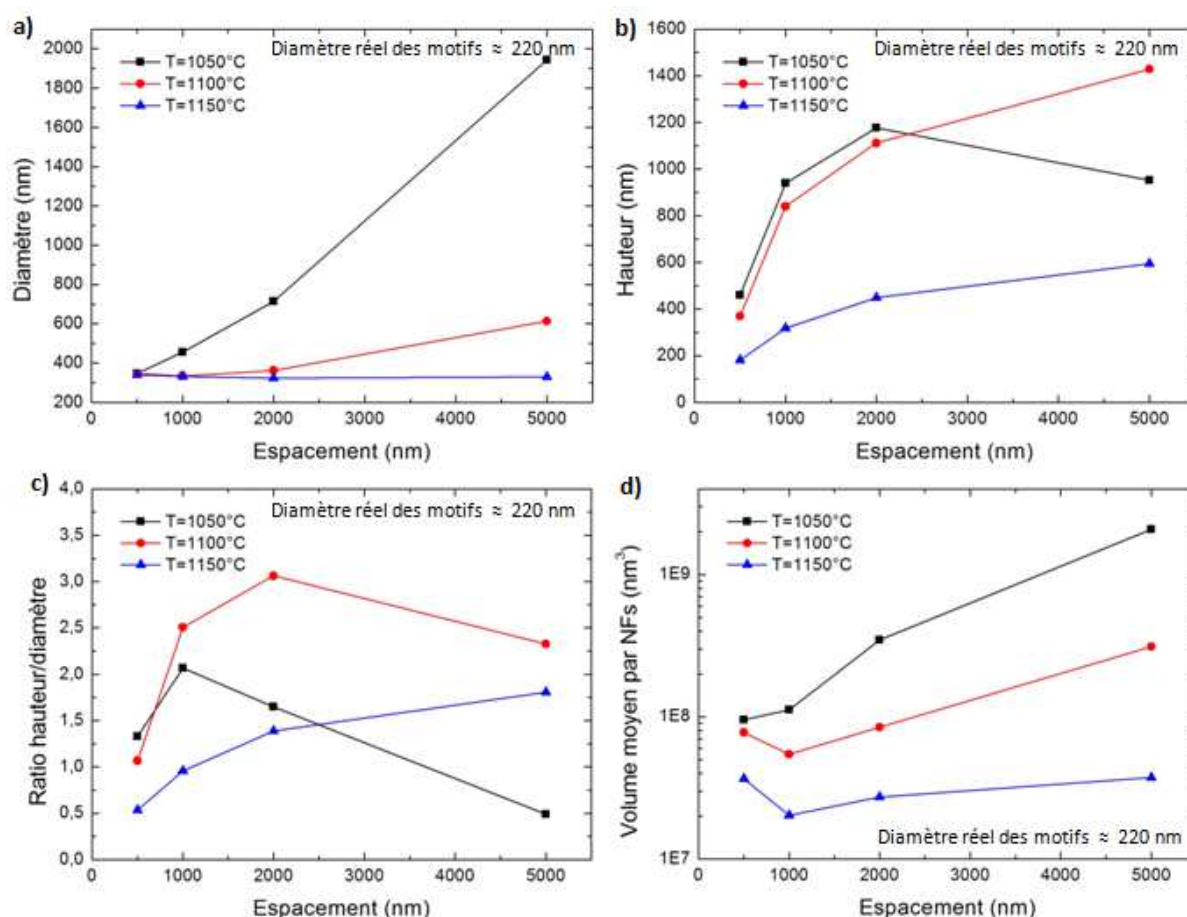 a)
Diamètre réel des motifs ≈ 220 nm
T=1050°C
T=1100°C
T=1150°C
2000
1800
1600
1400
1200
1000
800
600
400
200
Diamètre (nm)
0 1000 2000 3000 4000 5000
Espacement (nm)
b)
Diamètre réel des motifs ≈ 220 nm
T=1050°C
T=1100°C
T=1150°C
1600
1400
1200
1000
800
600
400
200
0
Hauteur (nm)
0 1000 2000 3000 4000 5000
Espacement (nm)
c)
Diamètre réel des motifs ≈ 220 nm
T=1050°C
T=1100°C
T=1150°C
4,0
3,5
3,0
2,5
2,0
1,5
1,0
0,5
0,0
Ratio hauteur/diamètre
0 1000 2000 3000 4000 5000
Espacement (nm)
d)
T=1050°C
T=1100°C
T=1150°C
1E9
1E8
1E7
Volume moyen par NFs (nm³)
Diamètre réel des motifs ≈ 220 nm
0 1000 2000 3000 4000 5000
Espacement (nm)